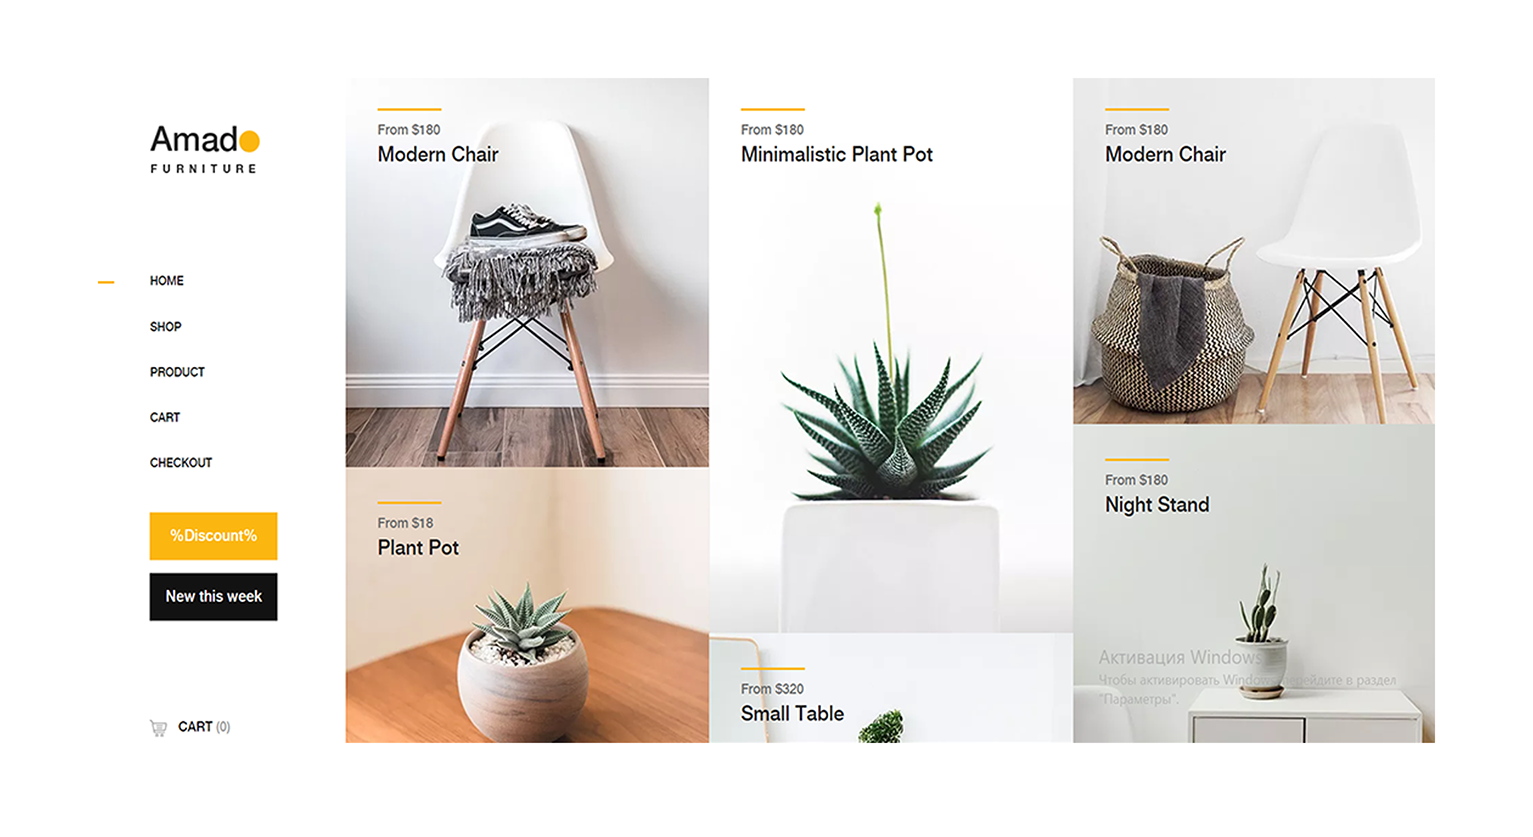 Amado
FURNITURE
HOME
SHOP
PRODUCT
CART
CHECKOUT
%Discount%
New this week
CART (0)
From $180
Modern Chair
From $18
Plant Pot
From $180
Minimalistic Plant Pot
From $320
Small Table
From $180
Modern Chair
From $180
Night Stand
Активация Windows
Чтобы активировать Windows, перейдите в раздел
"Параметры".